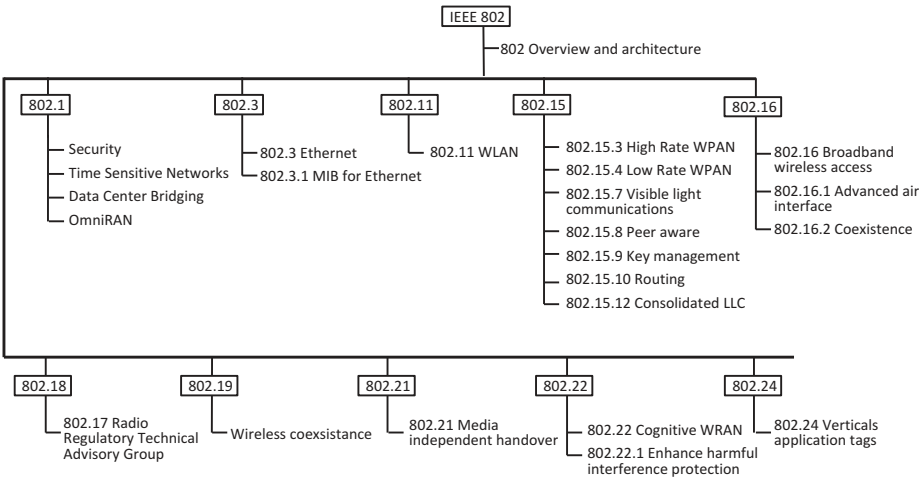 IEEE 802
802 Overview and architecture
802.1
802.3
802.11
802.15
802.16
Security
Time Sensitive Networks
Data Center Bridging
OmniRAN
802.3 Ethernet
802.3.1 MIB for Ethernet
802.11 WLAN
802.15.3 High Rate WPAN
802.15.4 Low Rate WPAN
802.15.7 Visible light
communications
802.15.8 Peer aware
802.15.9 Key management
802.15.10 Routing
802.15.12 Consolidated LLC
802.16 Broadband
wireless access
802.16.1 Advanced air
interface
802.16.2 Coexistence
802.18
802.19
802.21
802.22
802.24
802.17 Radio
Regulatory Technical
Advisory Group
Wireless coexsistance
802.21 Media
independent handover
802.22 Cognitive WRAN
802.22.1 Enhance harmful
interference protection
802.24 Verticals
application tags